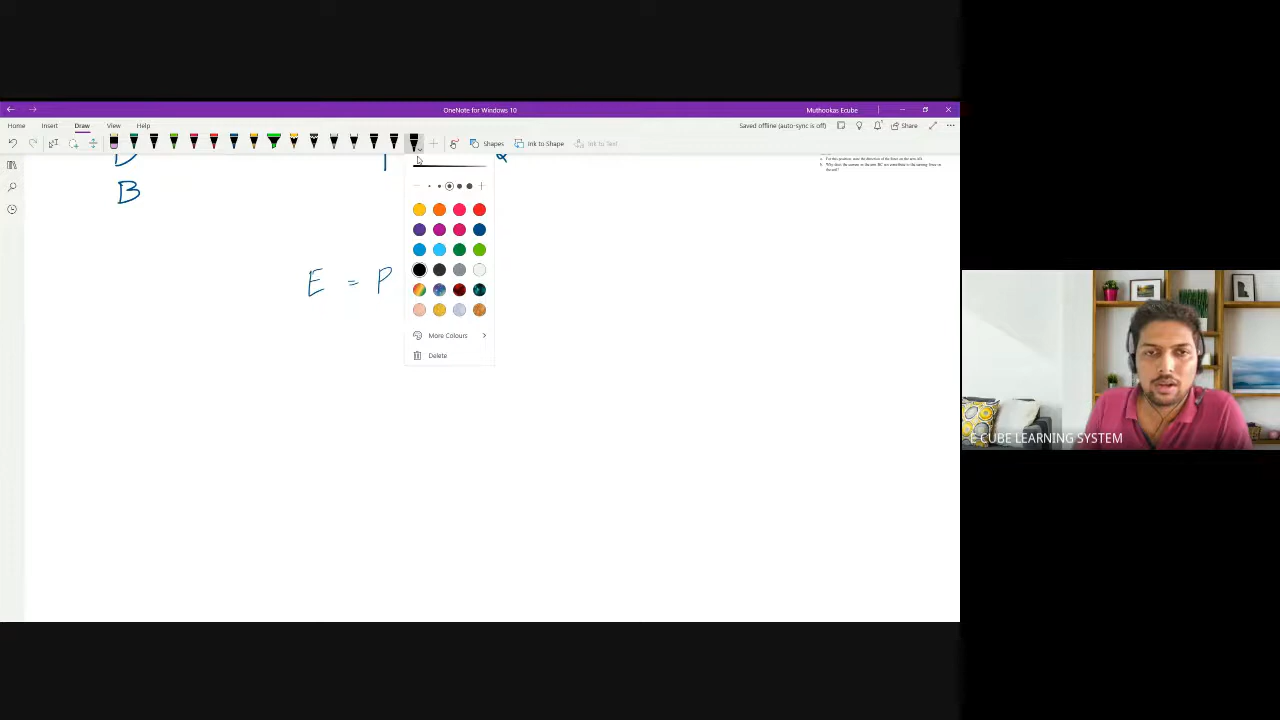 OneNote for Windows 10
Muthookas Ecube
Home Insert Draw View Help
Saved offline (auto-sync is off)
Share
Shapes
Ink to Shape
Ink to Text
B
E = P
More Colours
Delete
E CUBE LEARNING SYSTEM